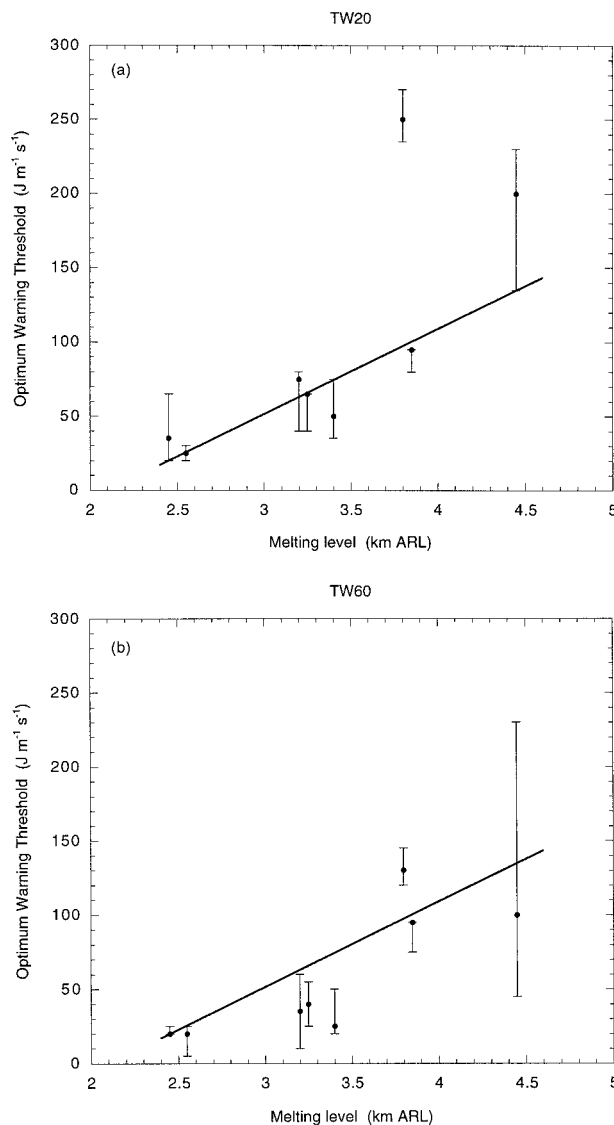 TW20
(a)
Optimum Warning Threshold (J m⁻¹ s⁻¹)
300
250
200
150
100
50
0
2 2.5 3 3.5 4 4.5 5
Melting level (km ARL)
TW60
(b)
Optimum Warning Threshold (J m⁻¹ s⁻¹)
300
250
200
150
100
50
0
2 2.5 3 3.5 4 4.5 5
Melting level (km ARL)